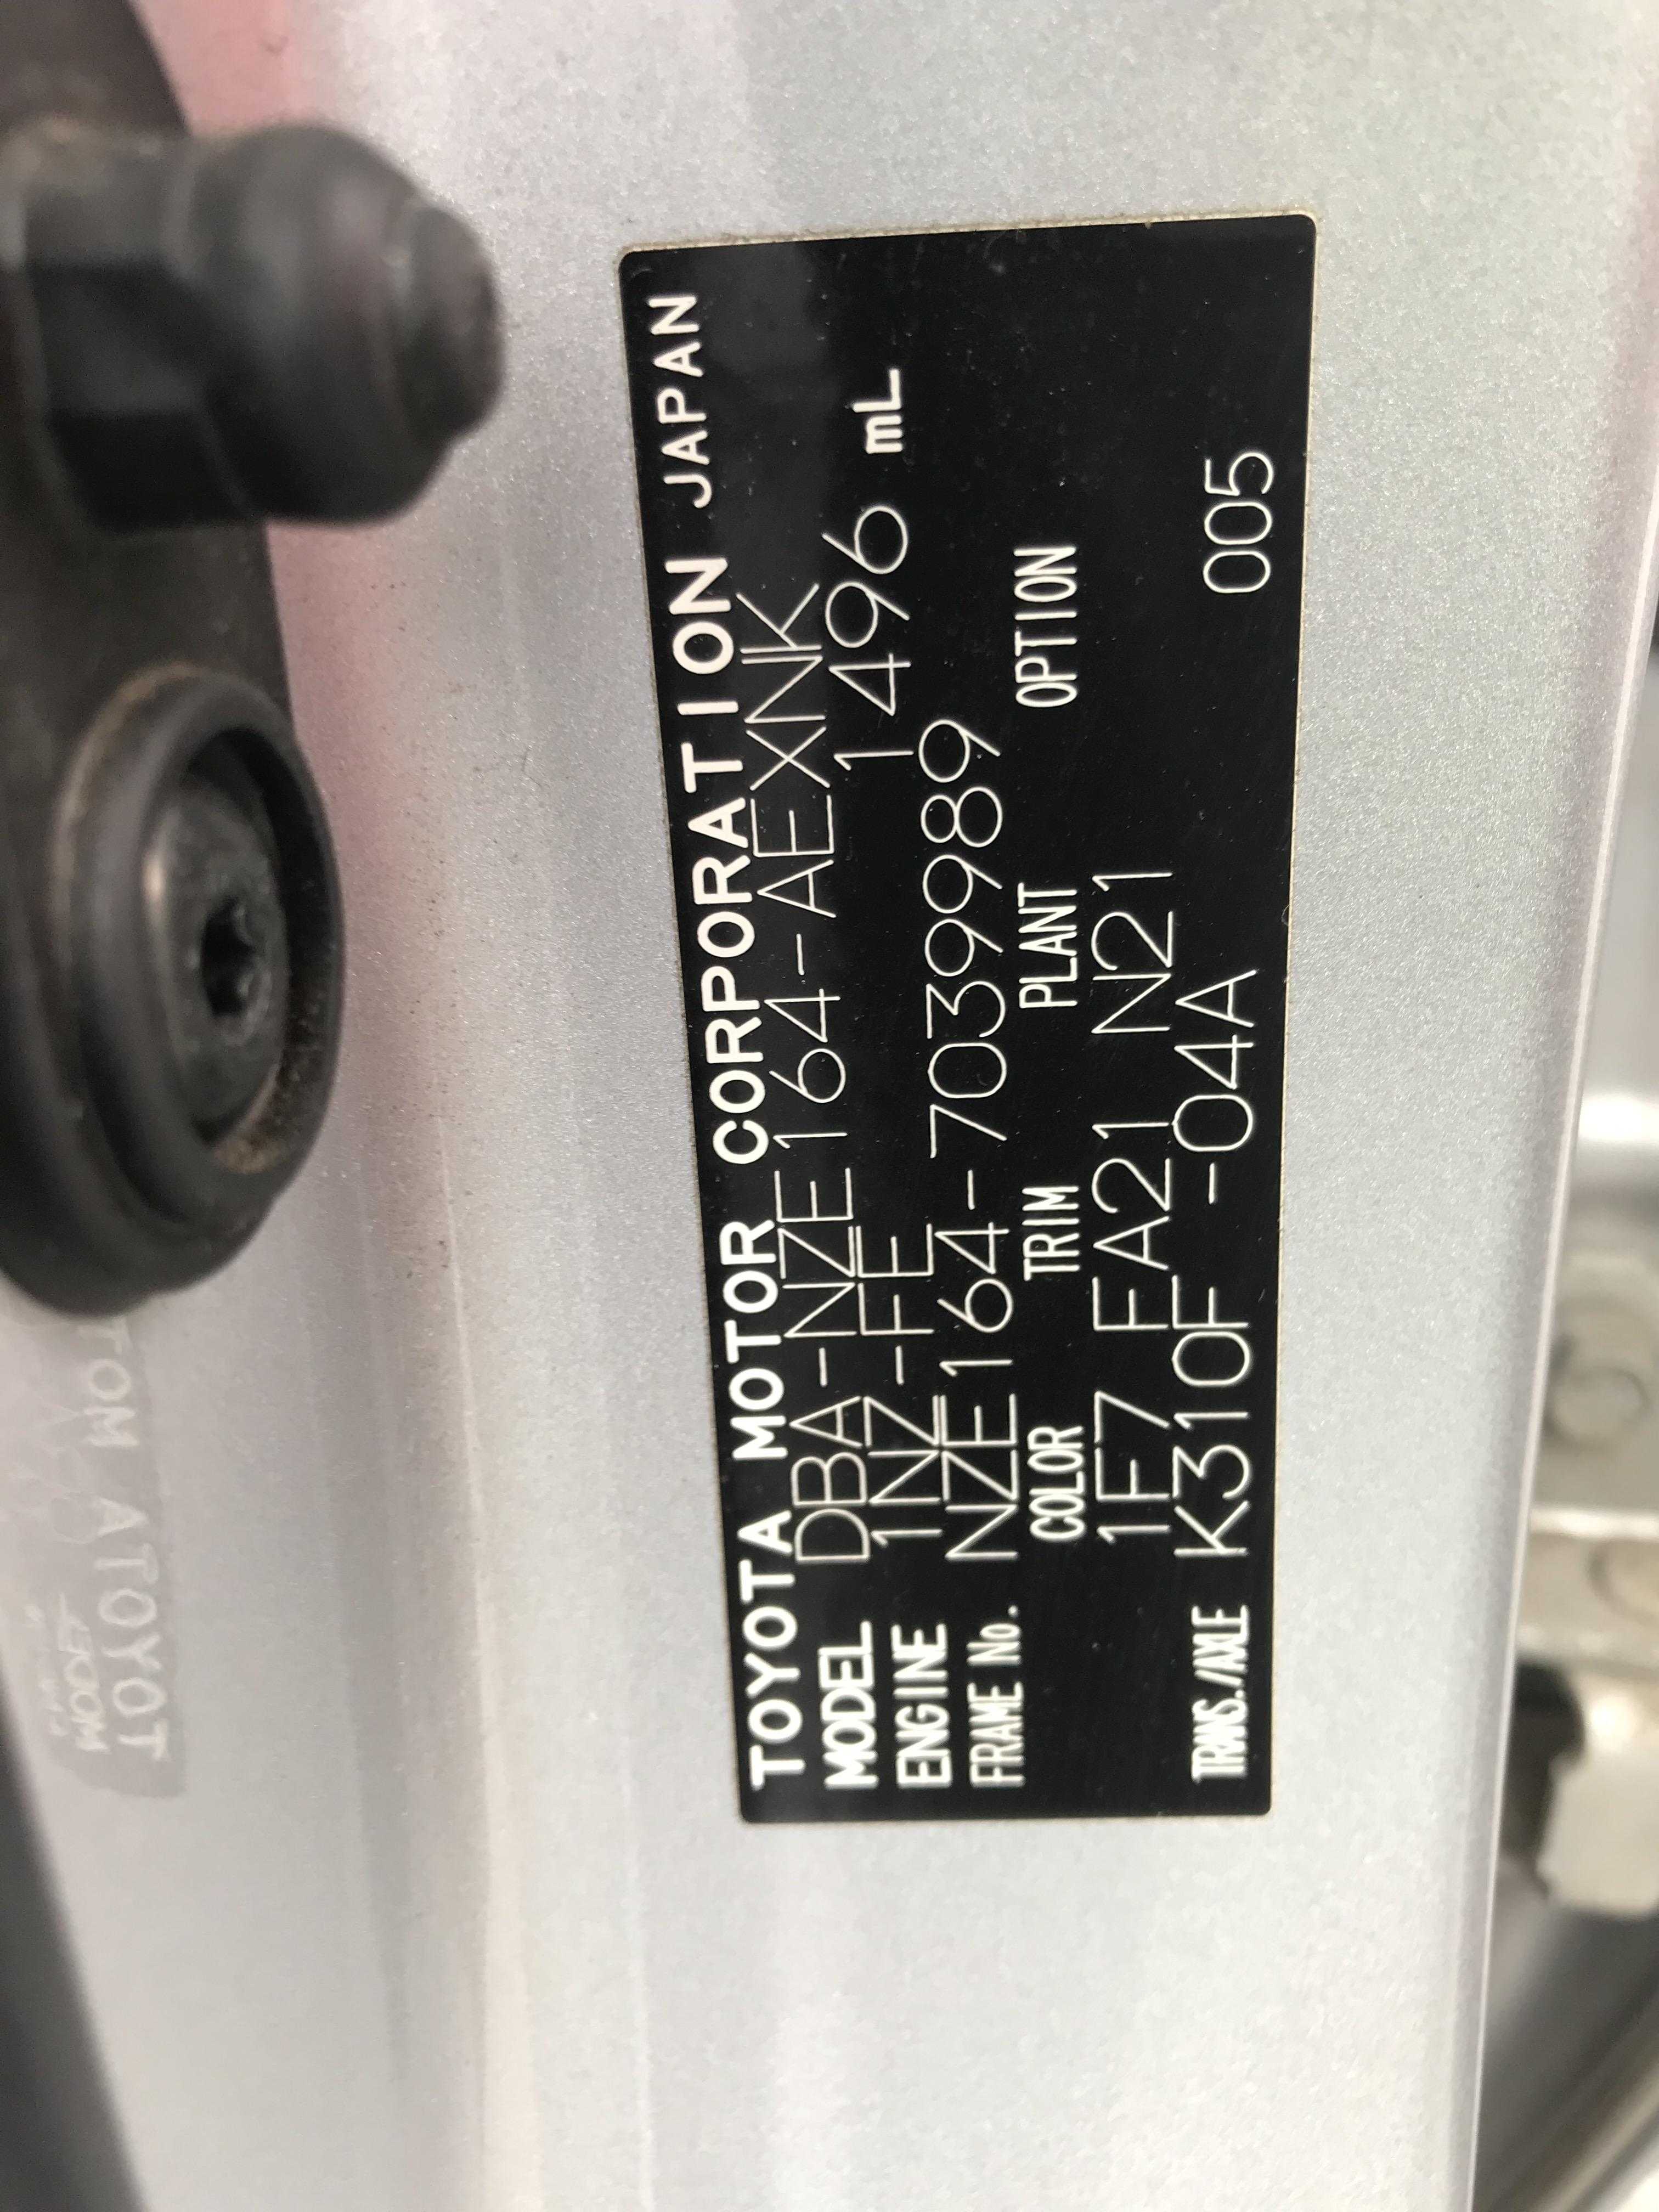 TOYOTA MOTOR CORPORATION JAPAN
MODEL DBA-NZE164-AEXNK
ENGINE 1NZ-FE 1496 mL
FRAME No. NZE164-7039989
COLOR TRIM PLANT OPTION
1F7 FA21 N21
TRANS./AXLE K310F -04A 005